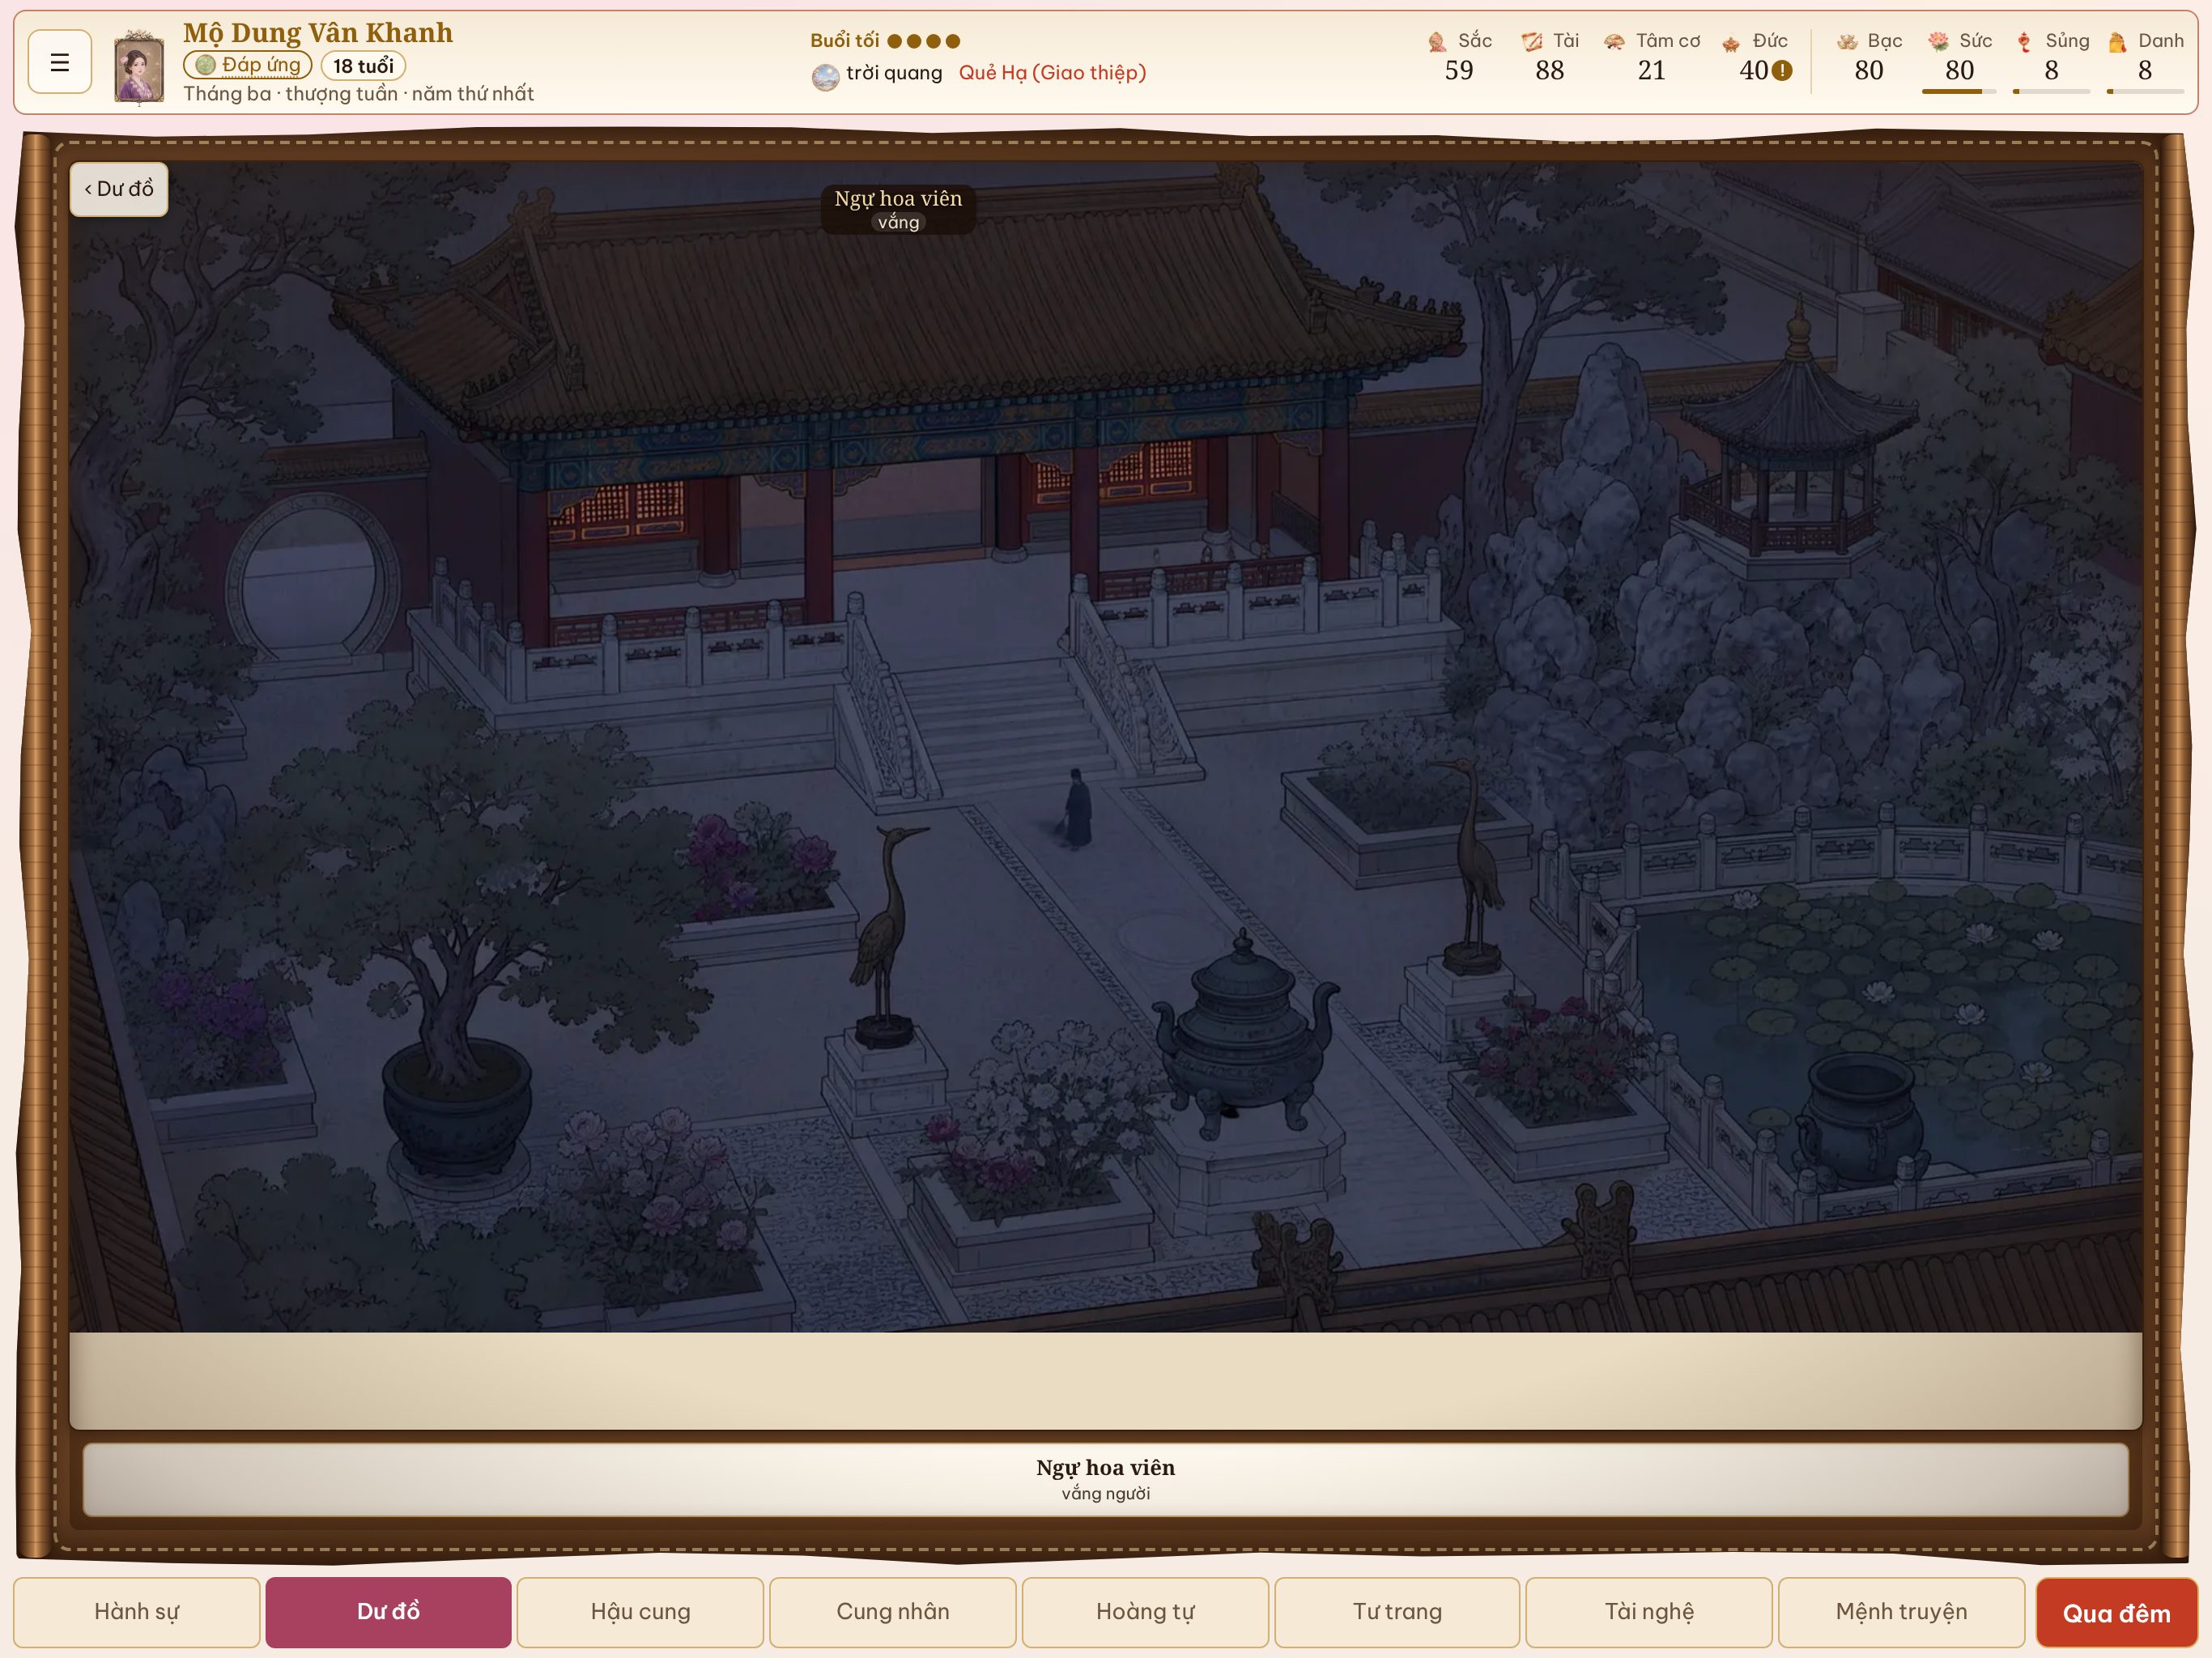 ☰
Mộ Dung Vân Khanh
Đáp ứng
18 tuổi
Tháng ba · thượng tuần · năm thứ nhất
Buổi tối
trời quang Quẻ Hạ (Giao thiệp)
Sắc Tài Tâm cơ Đức Bạc Sức Sủng Danh
59 88 21 40 ! 80 80 8 8
‹ Dư đồ
Ngự hoa viên
vắng
Ngự hoa viên
vắng người
Hành sự
Dư đồ
Hậu cung
Cung nhân
Hoàng tự
Tư trang
Tài nghệ
Mệnh truyện
Qua đêm